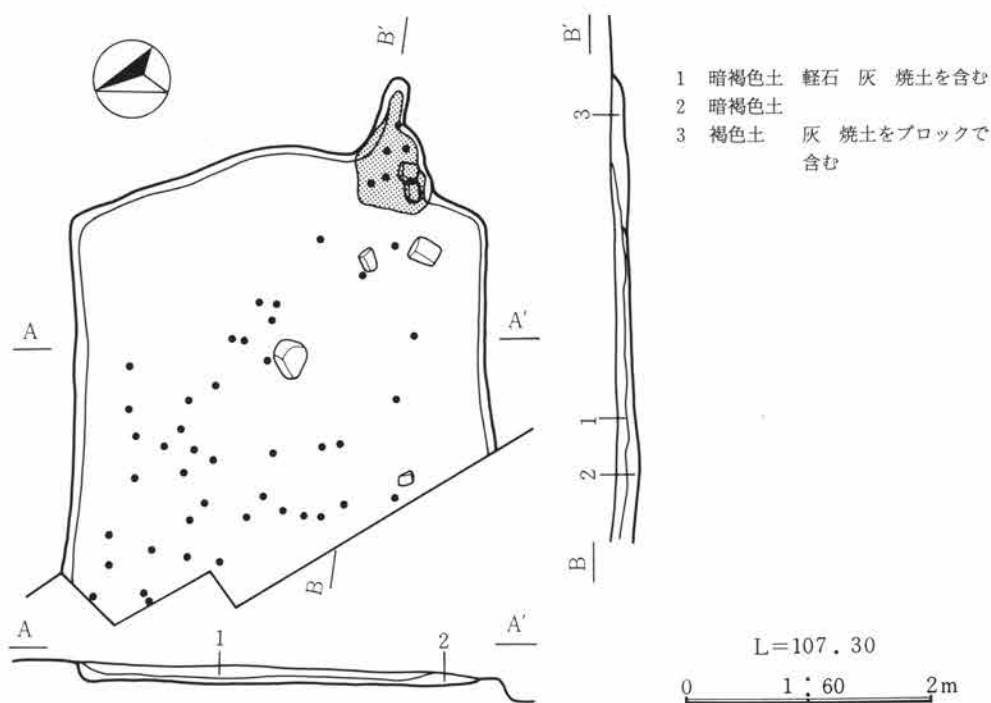 B′
B′
1 暗褐色土 軽石 灰 焼土を含む
2 暗褐色土
3 褐色土 灰 焼土をブロックで
含む
3
A
A′
1
2
B
B
A
1
2
A′
L=107.30
0 1:60 2m